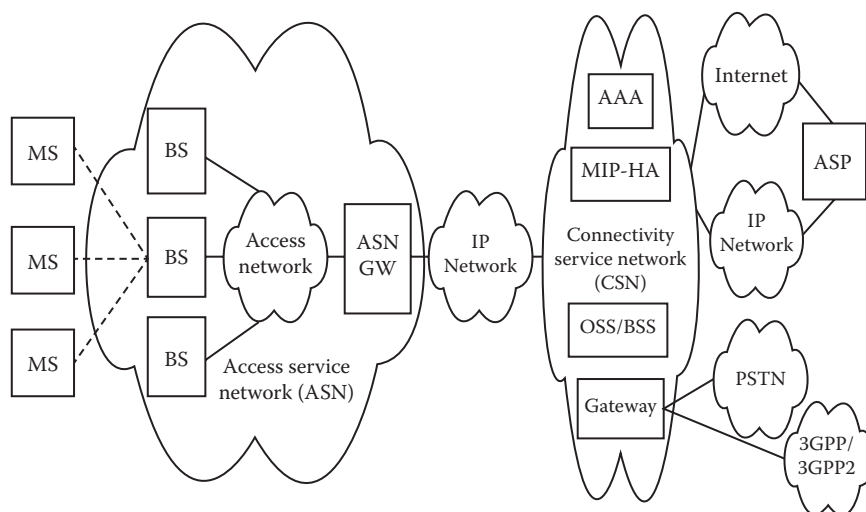 MS
MS
MS
BS
BS
BS
Access
network
Access service
network (ASN)
ASN
GW
IP
Network
AAA
MIP-HA
Connectivity
service network
(CSN)
OSS/BSS
Gateway
Internet
ASP
IP
Network
PSTN
3GPP/
3GPP2